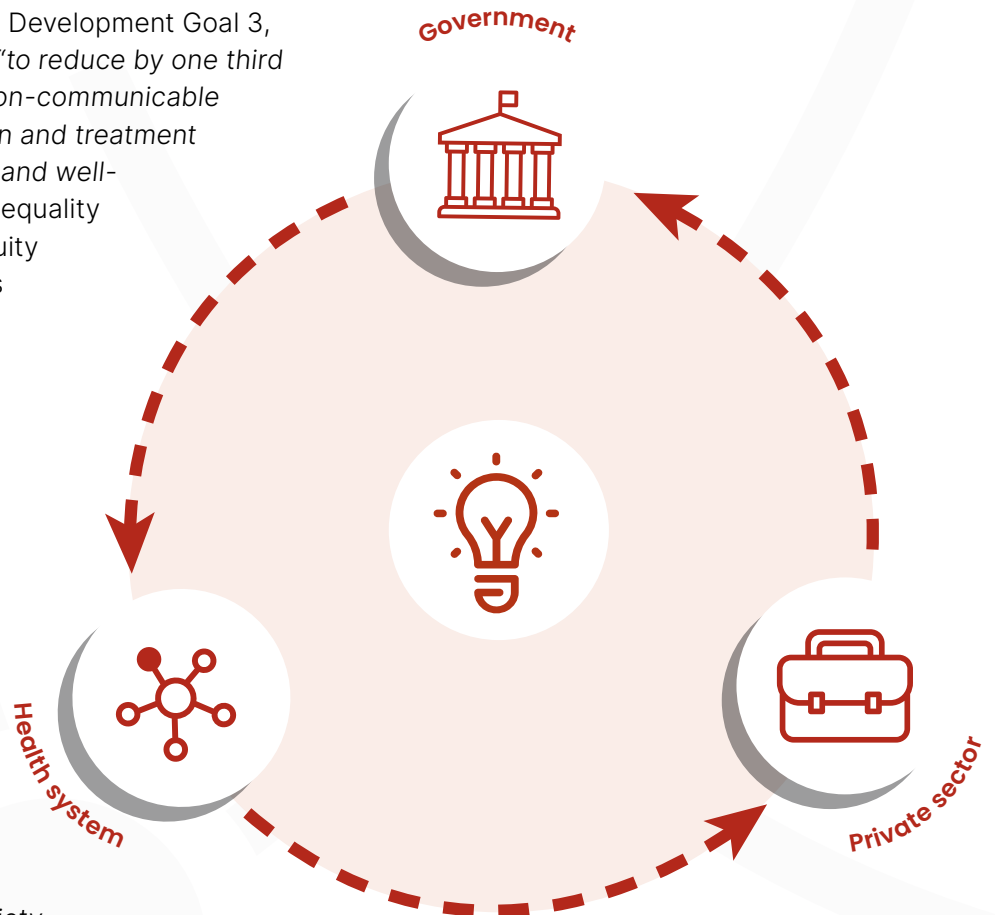 Development Goal 3,
“to reduce by one third
on-communicable
n and treatment
and well-
equality
uity
s
Government
Health system
Private sector
iety